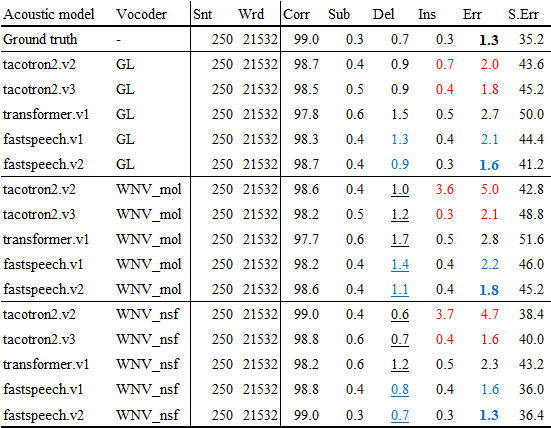 Acoustic model Vocoder Snt Wrd Corr Sub Del Ins Err S.Err
Ground truth - 250 21532 99.0 0.3 0.7 0.3 1.3 35.2
tacotron2.v2 GL 250 21532 98.7 0.4 0.9 0.7 2.0 43.6
tacotron2.v3 GL 250 21532 98.5 0.5 0.9 0.4 1.8 45.2
transformer.v1 GL 250 21532 97.8 0.6 1.5 0.5 2.7 50.0
fastspeech.v1 GL 250 21532 98.3 0.4 1.3 0.4 2.1 44.4
fastspeech.v2 GL 250 21532 98.7 0.4 0.9 0.3 1.6 41.2
tacotron2.v2 WNV_mol 250 21532 98.6 0.4 1.0 3.6 5.0 42.8
tacotron2.v3 WNV_mol 250 21532 98.2 0.5 1.2 0.3 2.1 48.8
transformer.v1 WNV_mol 250 21532 97.7 0.6 1.7 0.5 2.8 51.6
fastspeech.v1 WNV_mol 250 21532 98.2 0.4 1.4 0.4 2.2 46.0
fastspeech.v2 WNV_mol 250 21532 98.6 0.4 1.1 0.4 1.8 45.2
tacotron2.v2 WNV_nsf 250 21532 99.0 0.4 0.6 3.7 4.7 38.4
tacotron2.v3 WNV_nsf 250 21532 98.8 0.6 0.7 0.4 1.6 40.0
transformer.v1 WNV_nsf 250 21532 98.2 0.6 1.2 0.5 2.3 43.2
fastspeech.v1 WNV_nsf 250 21532 98.8 0.4 0.8 0.4 1.6 36.0
fastspeech.v2 WNV_nsf 250 21532 99.0 0.3 0.7 0.3 1.3 36.4